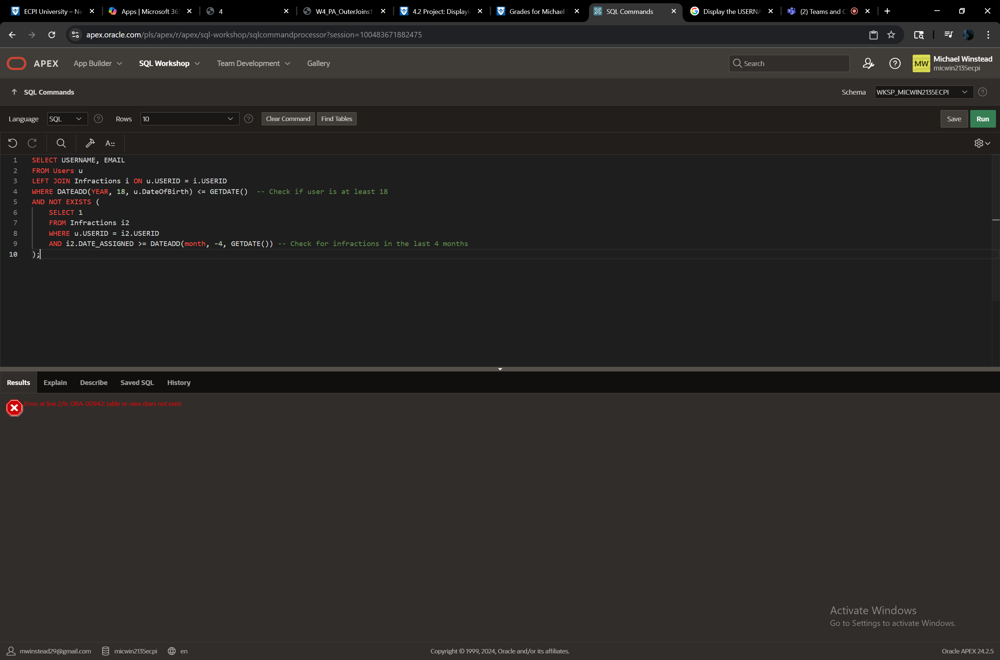 ECPI University – Ne
Apps | Microsoft 365
4
W4_PA_OuterJoins1
4.2 Project: Displayin
Grades for Michael
SQL Commands
Display the USERNA
(2) Teams and C
apex.oracle.com/pls/apex/r/apex/sql-workshop/sqlcommandprocessor?session=100483671882475
APEX
App Builder
SQL Workshop
Team Development
Gallery
Search
MW
Michael Winstead
micwin2135ecpi
SQL Commands
Schema
WKSP_MICWIN2135ECPI
Language
SQL
Rows
10
Clear Command
Find Tables
Save
Run
A
1 SELECT USERNAME, EMAIL
2 FROM Users u
3 LEFT JOIN Infractions i ON u.USERID = i.USERID
4 WHERE DATEADD(YEAR, 18, u.DateOfBirth) <= GETDATE()  -- Check if user is at least 18
5 AND NOT EXISTS (
6     SELECT 1
7     FROM Infractions i2
8     WHERE u.USERID = i2.USERID
9     AND i2.DATE_ASSIGNED >= DATEADD(month, -4, GETDATE()) -- Check for infractions in the last 4 months
10 );
Results
Explain
Describe
Saved SQL
History
Error at line 2/6: ORA-00942: table or view does not exist
Activate Windows
Go to Settings to activate Windows.
mwinstead29@gmail.com
micwin2135ecpi
en
Copyright © 1999, 2024, Oracle and/or its affiliates.
Oracle APEX 24.2.5